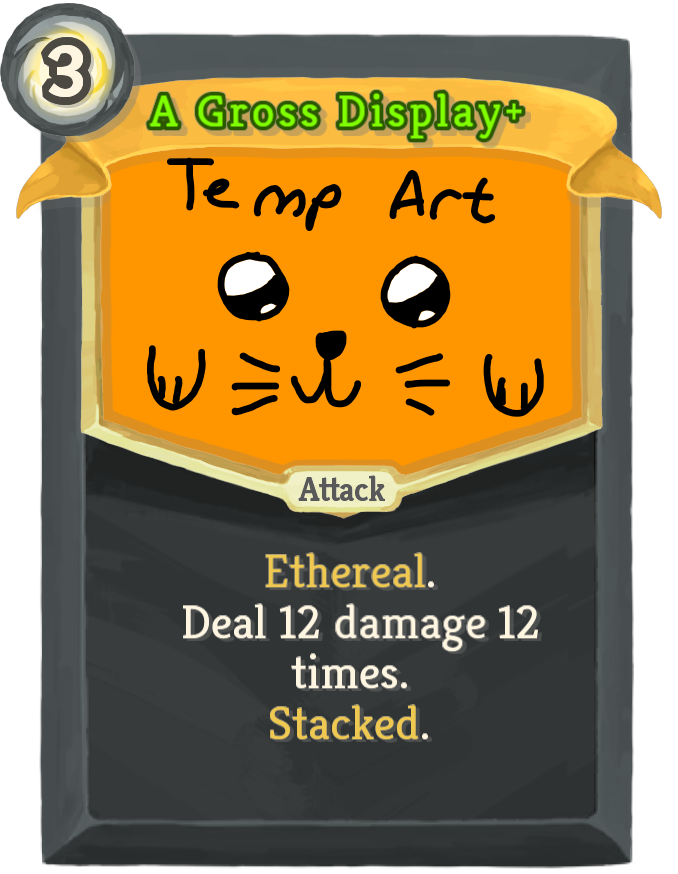 3
A Gross Display+
Temp Art
Attack
Ethereal.
Deal 12 damage 12
times.
Stacked.